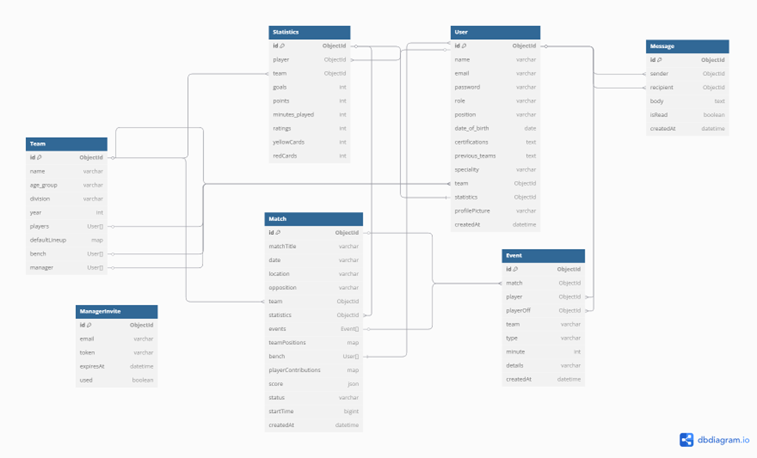 Statistics
id ObjectId
player ObjectId
team ObjectId
goals int
points int
minutes_played int
ratings int
yellowCards int
redCards int
User
id ObjectId
name varchar
email varchar
password varchar
role varchar
position varchar
date_of_birth date
certifications text
previous_teams text
speciality varchar
team ObjectId
statistics ObjectId
profilePicture varchar
createdAt datetime
Message
id ObjectId
sender ObjectId
recipient ObjectId
body text
isRead boolean
createdAt datetime
Team
id ObjectId
name varchar
age_group varchar
division varchar
year int
players User[]
defaultLineup map
bench User[]
manager User[]
Match
id ObjectId
matchTitle varchar
date varchar
location varchar
opposition varchar
team ObjectId
statistics ObjectId
events Event[]
teamPositions map
bench User[]
playerContributions map
score json
status varchar
startTime bigint
createdAt datetime
Event
id ObjectId
match ObjectId
player ObjectId
playerOff ObjectId
team varchar
type varchar
minute int
details varchar
createdAt datetime
ManagerInvite
id ObjectId
email varchar
token varchar
expiresAt datetime
used boolean
dbdiagram.io